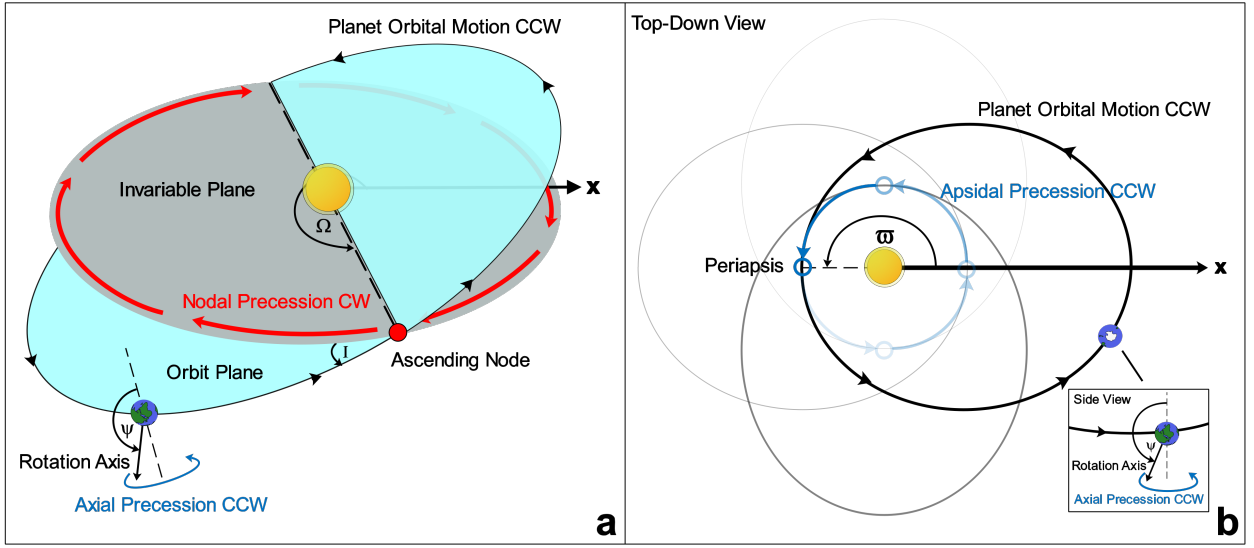 Planet Orbital Motion CCW
Invariable Plane
x
Ω
Nodal Precession CW
I
Ascending Node
Orbit Plane
ψ
Rotation Axis
Axial Precession CCW
a
Top-Down View
Planet Orbital Motion CCW
Apsidal Precession CCW
ϖ
Periapsis
x
Side View
ψ
Rotation Axis
Axial Precession CCW
b